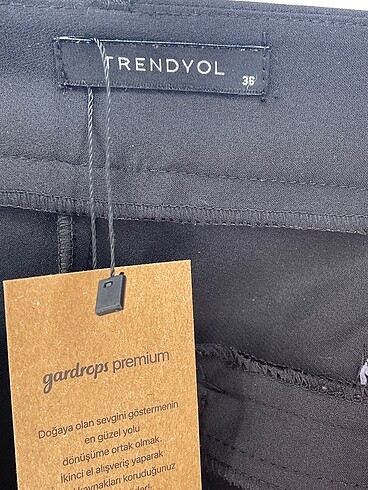 TRENDYOL
36
gardrops premium
Doğaya olan sevgini göstermenin
en güzel yolu
dönüşüme ortak olmak.
İkinci el alışveriş yaparak
kaynakları koruduğunuz